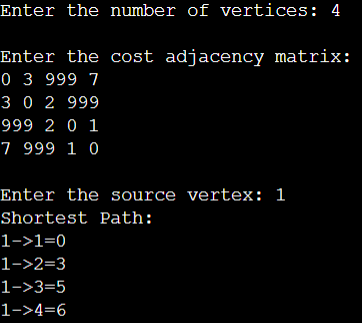 Enter the number of vertices: 4
Enter the cost adjacency matrix:
0 3 999 7
3 0 2 999
999 2 0 1
7 999 1 0
Enter the source vertex: 1
Shortest Path:
1->1=0
1->2=3
1->3=5
1->4=6